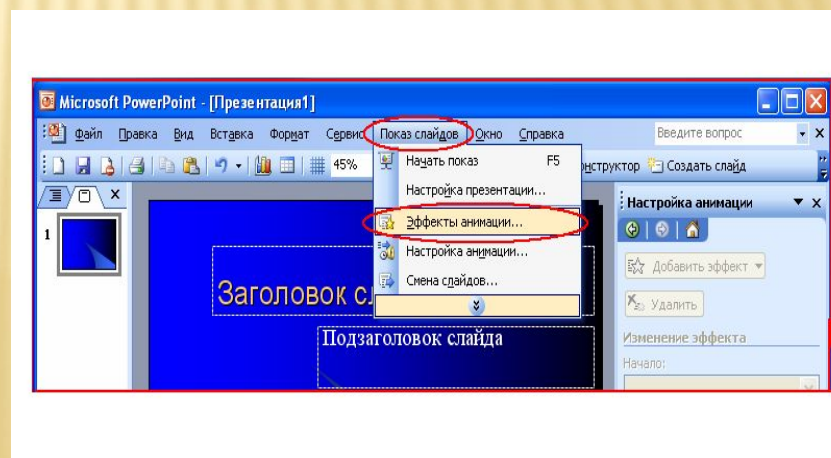 Microsoft PowerPoint - [Презентация1]
Файл Правка Вид Вставка Формат Сервис Показ слайдов Окно Справка Введите вопрос
45% Начать показ F5 нструктор Создать слайд
Настройка презентации... Настройка анимации
1 Эффекты анимации...
Настройка анимации... Добавить эффект
Заголовок сл Смена слайдов... Удалить
Подзаголовок слайда Изменение эффекта
Начало: